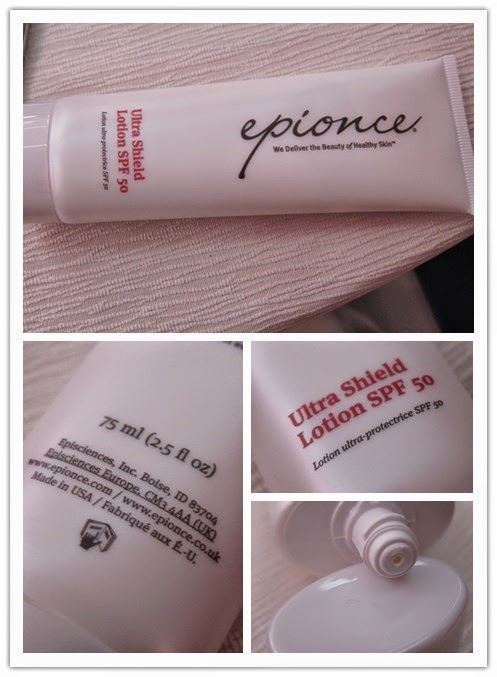 Ultra Shield
Lotion SPF 50
Lotion ultra-protectrice SPF 50
epionce®
We Deliver the Beauty of Healthy Skin™
75 ml (2.5 fl oz)
Episciences, Inc. Boise, ID 83704
Episciences Europe, CM3 4AA (UK)
www.epionce.com / www.epionce.co.uk
Made in USA / Fabriqué aux É.-U.
Ultra Shield
Lotion SPF 50
Lotion ultra-protectrice SPF 50